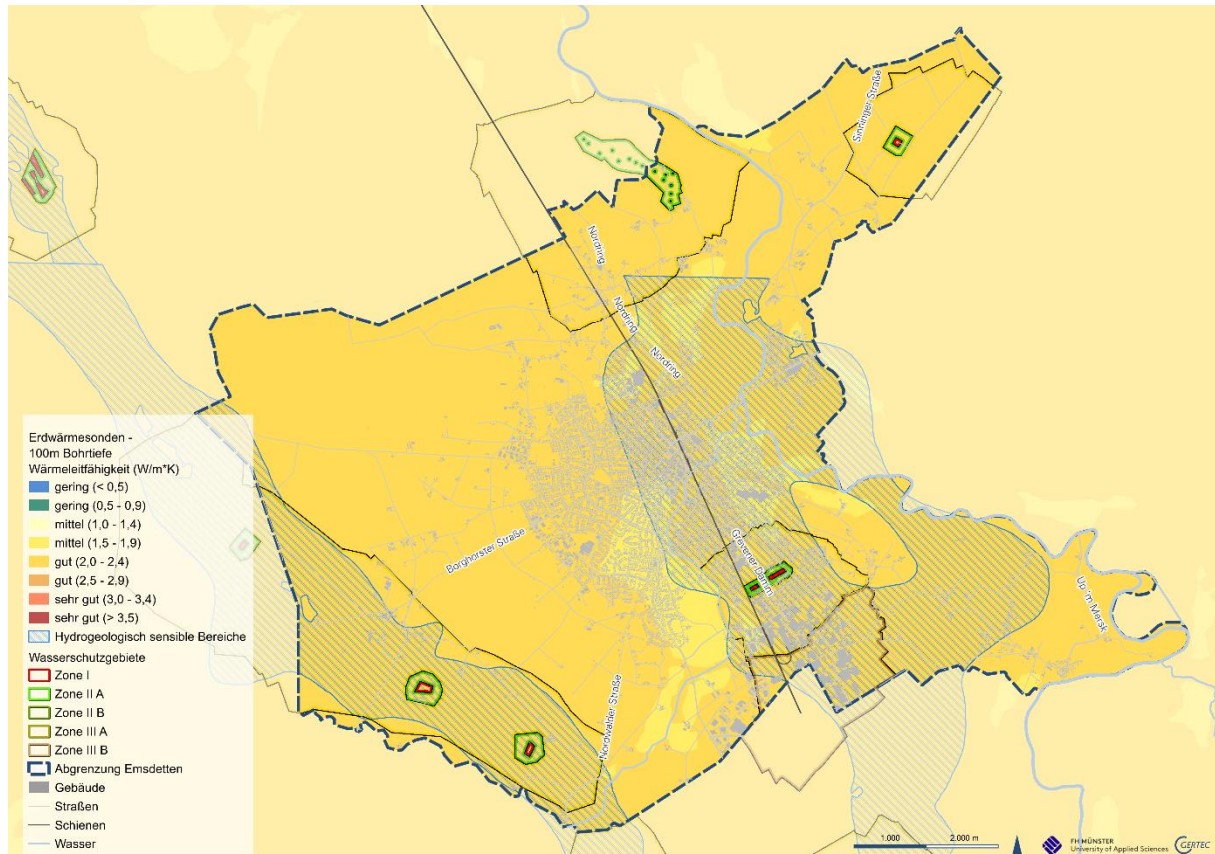 Sinninger Straße
Nordring
Nordring
Nordring
Borghorster Straße
Grevener Damm
Up 'm Mersk
Nordwalder Straße
Erdwärmesonden -
100m Bohrtiefe
Wärmeleitfähigkeit (W/m*K)
gering (< 0,5)
gering (0,5 - 0,9)
mittel (1,0 - 1,4)
mittel (1,5 - 1,9)
gut (2,0 - 2,4)
gut (2,5 - 2,9)
sehr gut (3,0 - 3,4)
sehr gut (> 3,5)
Hydrogeologisch sensible Bereiche
Wasserschutzgebiete
Zone I
Zone II A
Zone II B
Zone III A
Zone III B
Abgrenzung Emsdetten
Gebäude
Straßen
Schienen
Wasser
1.000 2.000 m
FH MÜNSTER
University of Applied Sciences
GERTEC